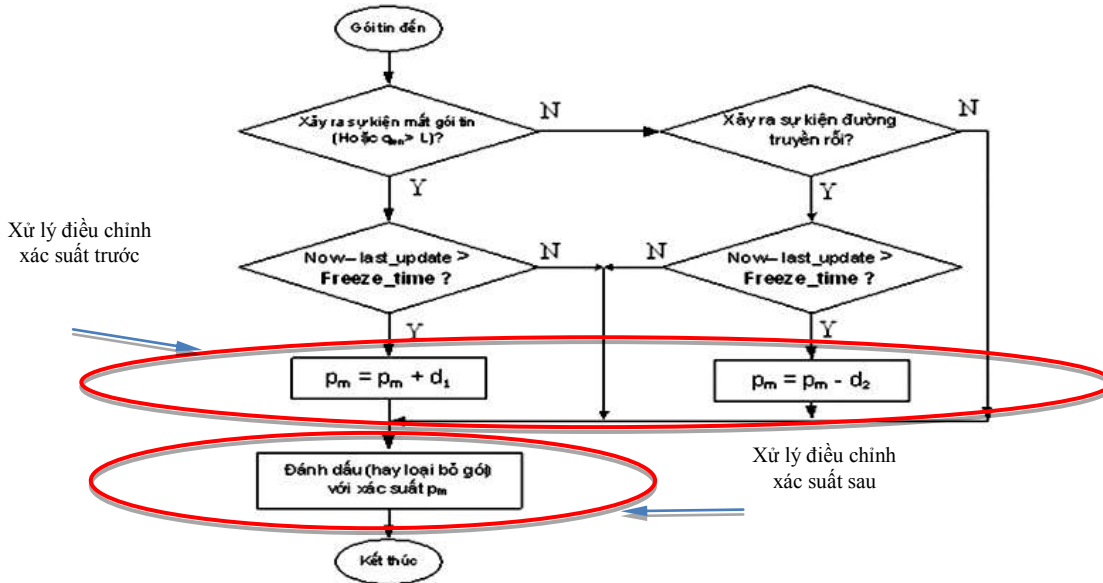 Gói tin đến
Xảy ra sự kiện mất gói tin
(Hoặc qₗₑₙ> L)?
N
Xảy ra sự kiện đường
truyền rỗi?
N
Y
Y
Xử lý điều chỉnh
xác suất trước
Now– last_update >
Freeze_time ?
N
N
Now– last_update >
Freeze_time ?
Y
Y
pₘ = pₘ + d₁
pₘ = pₘ - d₂
Đánh dấu (hay loại bỏ gói)
với xác suất pₘ
Xử lý điều chỉnh
xác suất sau
Kết thúc